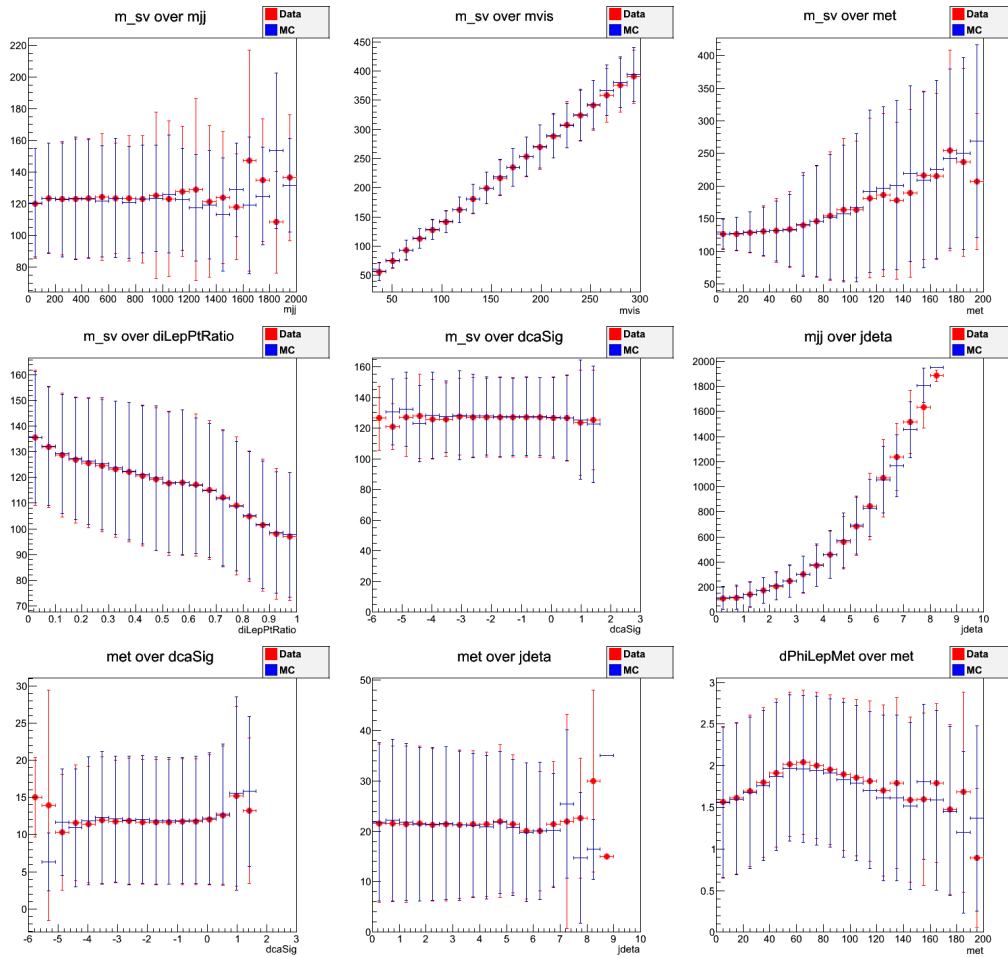 m_sv over mjj
Data
MC
220
200
180
160
140
120
100
80
0 200 400 600 800 1000 1200 1400 1600 1800 2000
mjj
m_sv over mvis
Data
MC
450
400
350
300
250
200
150
100
50
50 100 150 200 250 300
mvis
m_sv over met
Data
MC
400
350
300
250
200
150
100
50
0 20 40 60 80 100 120 140 160 180 200
met
m_sv over diLepPtRatio
Data
MC
160
150
140
130
120
110
100
90
80
70
0 0.1 0.2 0.3 0.4 0.5 0.6 0.7 0.8 0.9 1
diLepPtRatio
m_sv over dcaSig
Data
MC
160
140
120
100
80
60
40
20
0
-6 -5 -4 -3 -2 -1 0 1 2 3
dcaSig
mjj over jdeta
Data
MC
2000
1800
1600
1400
1200
1000
800
600
400
200
0
0 1 2 3 4 5 6 7 8 9 10
jdeta
met over dcaSig
Data
MC
30
25
20
15
10
5
0
-6 -5 -4 -3 -2 -1 0 1 2 3
dcaSig
met over jdeta
Data
MC
50
40
30
20
10
0
0 1 2 3 4 5 6 7 8 9 10
jdeta
dPhiLepMet over met
Data
MC
3
2.5
2
1.5
1
0.5
0
0 20 40 60 80 100 120 140 160 180 200
met